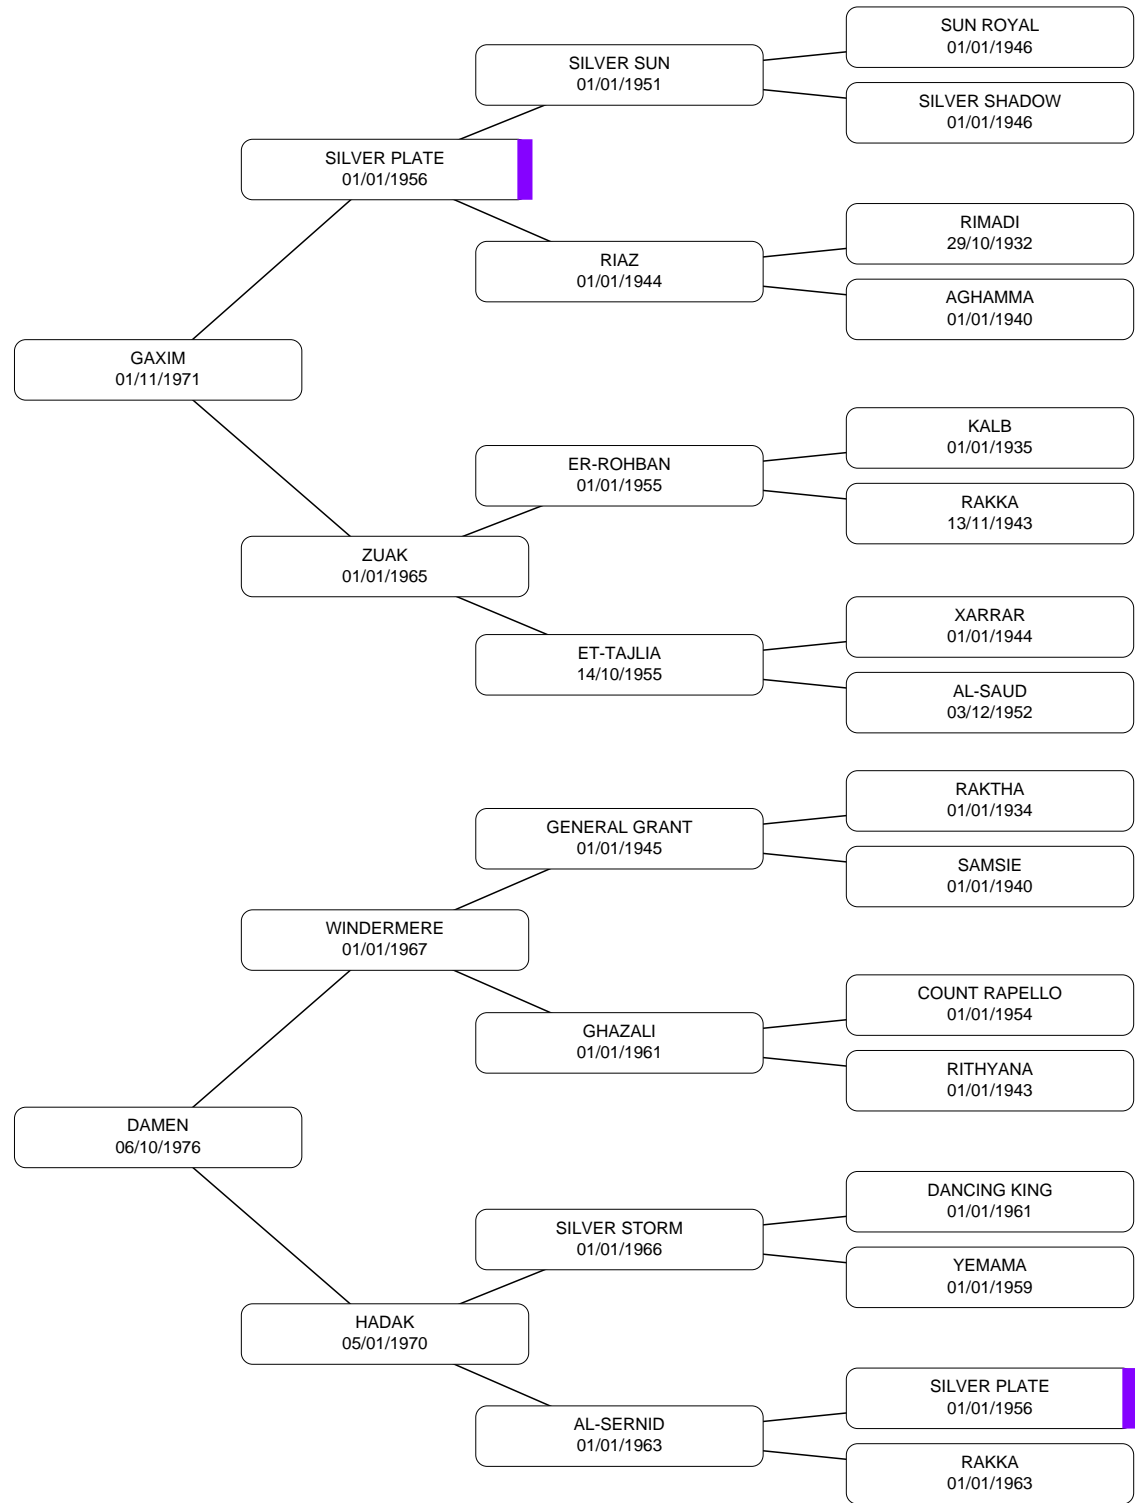 SUN ROYAL
01/01/1946
SILVER SUN
01/01/1951
SILVER SHADOW
01/01/1946
SILVER PLATE
01/01/1956
RIMADI
29/10/1932
RIAZ
01/01/1944
AGHAMMA
01/01/1940
GAXIM
01/11/1971
KALB
01/01/1935
ER-ROHBAN
01/01/1955
RAKKA
13/11/1943
ZUAK
01/01/1965
XARRAR
01/01/1944
ET-TAJLIA
14/10/1955
AL-SAUD
03/12/1952
RAKTHA
01/01/1934
GENERAL GRANT
01/01/1945
SAMSIE
01/01/1940
WINDERMERE
01/01/1967
COUNT RAPELLO
01/01/1954
GHAZALI
01/01/1961
RITHYANA
01/01/1943
DAMEN
06/10/1976
DANCING KING
01/01/1961
SILVER STORM
01/01/1966
YEMAMA
01/01/1959
HADAK
05/01/1970
SILVER PLATE
01/01/1956
AL-SERNID
01/01/1963
RAKKA
01/01/1963